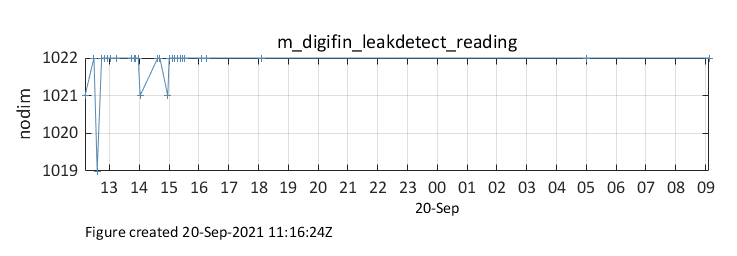 m_digifin_leakdetect_reading
1022
1021
1020
1019
nodim
13 14 15 16 17 18 19 20 21 22 23 00 01 02 03 04 05 06 07 08 09
20-Sep
Figure created 20-Sep-2021 11:16:24Z